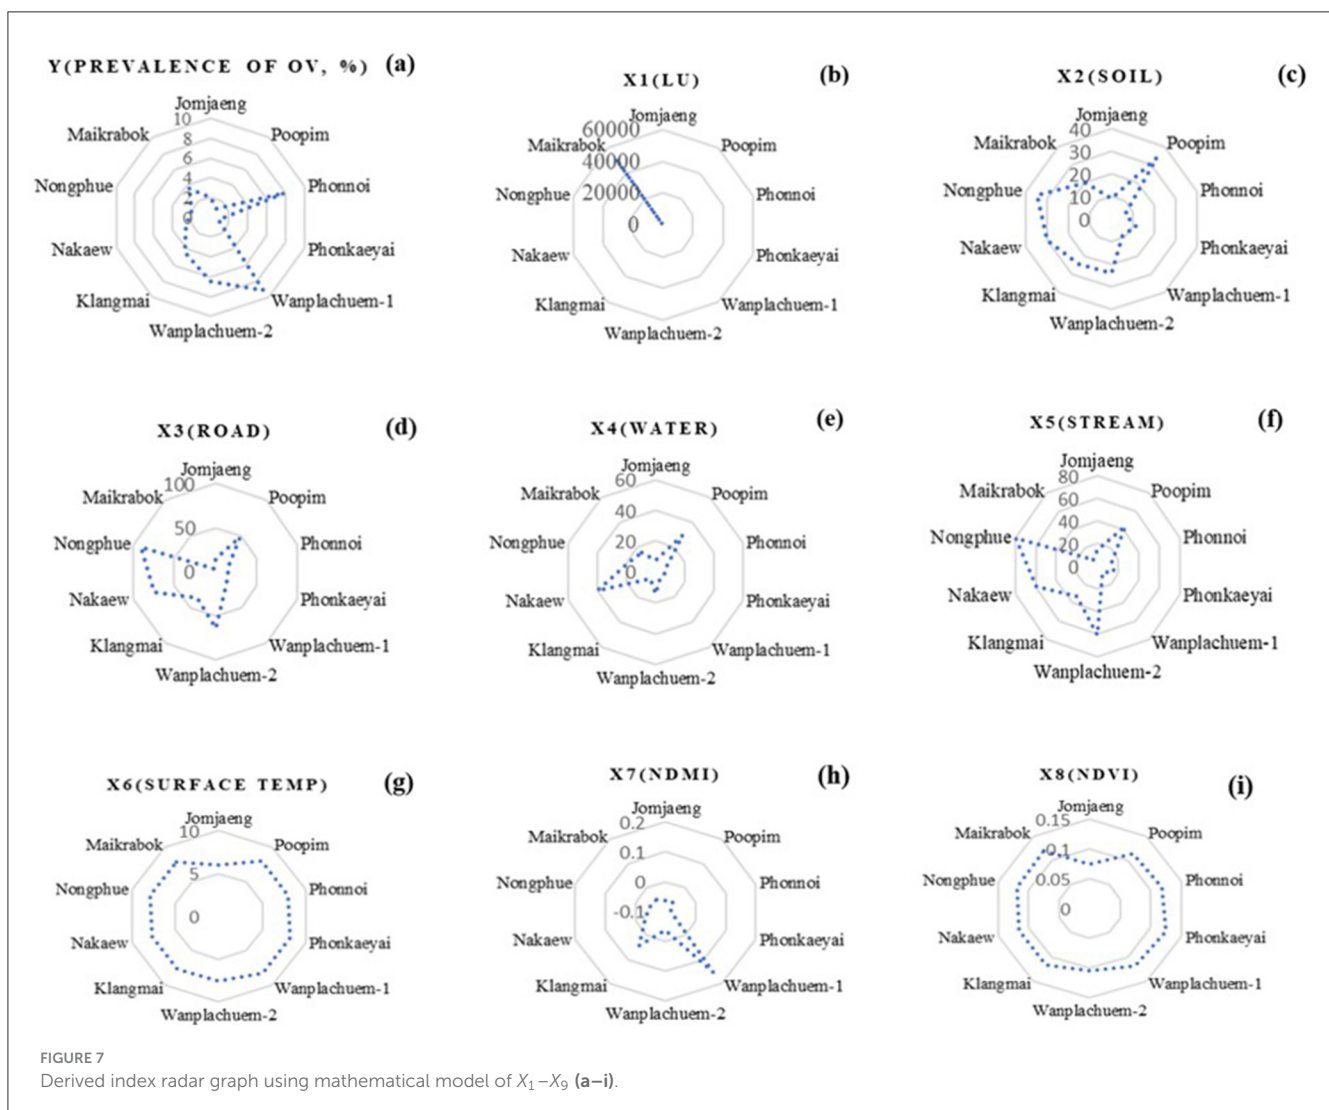 Y(PREVALENCE OF OV, %) (a)
Jomjaeng
10
Maikrabok
Poopim
8
6
Nongphue
Phonnoi
4
2
0
Nakaew
Phonkaeyai
Klangmai
Wanplachuem-1
Wanplachuem-2
X1(LU) (b)
Jomjaeng
60000
Maikrabok
Poopim
40000
Nongphue
Phonnoi
20000
0
Nakaew
Phonkaeyai
Klangmai
Wanplachuem-1
Wanplachuem-2
X2(SOIL) (c)
Jomjaeng
40
Maikrabok
Poopim
30
20
Nongphue
Phonnoi
10
0
Nakaew
Phonkaeyai
Klangmai
Wanplachuem-1
Wanplachuem-2
X3(ROAD) (d)
Jomjaeng
100
Maikrabok
Poopim
50
Nongphue
Phonnoi
0
Nakaew
Phonkaeyai
Klangmai
Wanplachuem-1
Wanplachuem-2
X4(WATER) (e)
Jomjaeng
60
Maikrabok
Poopim
40
Nongphue
Phonnoi
20
0
Nakaew
Phonkaeyai
Klangmai
Wanplachuem-1
Wanplachuem-2
X5(STREAM) (f)
Jomjaeng
80
Maikrabok
Poopim
60
40
Nongphue
Phonnoi
20
0
Nakaew
Phonkaeyai
Klangmai
Wanplachuem-1
Wanplachuem-2
X6(SURFACE TEMP) (g)
Jomjaeng
10
Maikrabok
Poopim
5
Nongphue
Phonnoi
0
Nakaew
Phonkaeyai
Klangmai
Wanplachuem-1
Wanplachuem-2
X7(NDMI) (h)
Jomjaeng
0.2
Maikrabok
Poopim
0.1
Nongphue
Phonnoi
0
-0.1
Nakaew
Phonkaeyai
Klangmai
Wanplachuem-1
Wanplachuem-2
X8(NDVI) (i)
Jomjaeng
0.15
Maikrabok
Poopim
0.1
Nongphue
Phonnoi
0.05
0
Nakaew
Phonkaeyai
Klangmai
Wanplachuem-1
Wanplachuem-2
FIGURE 7
Derived index radar graph using mathematical model of X₁–X₉ (a–i).